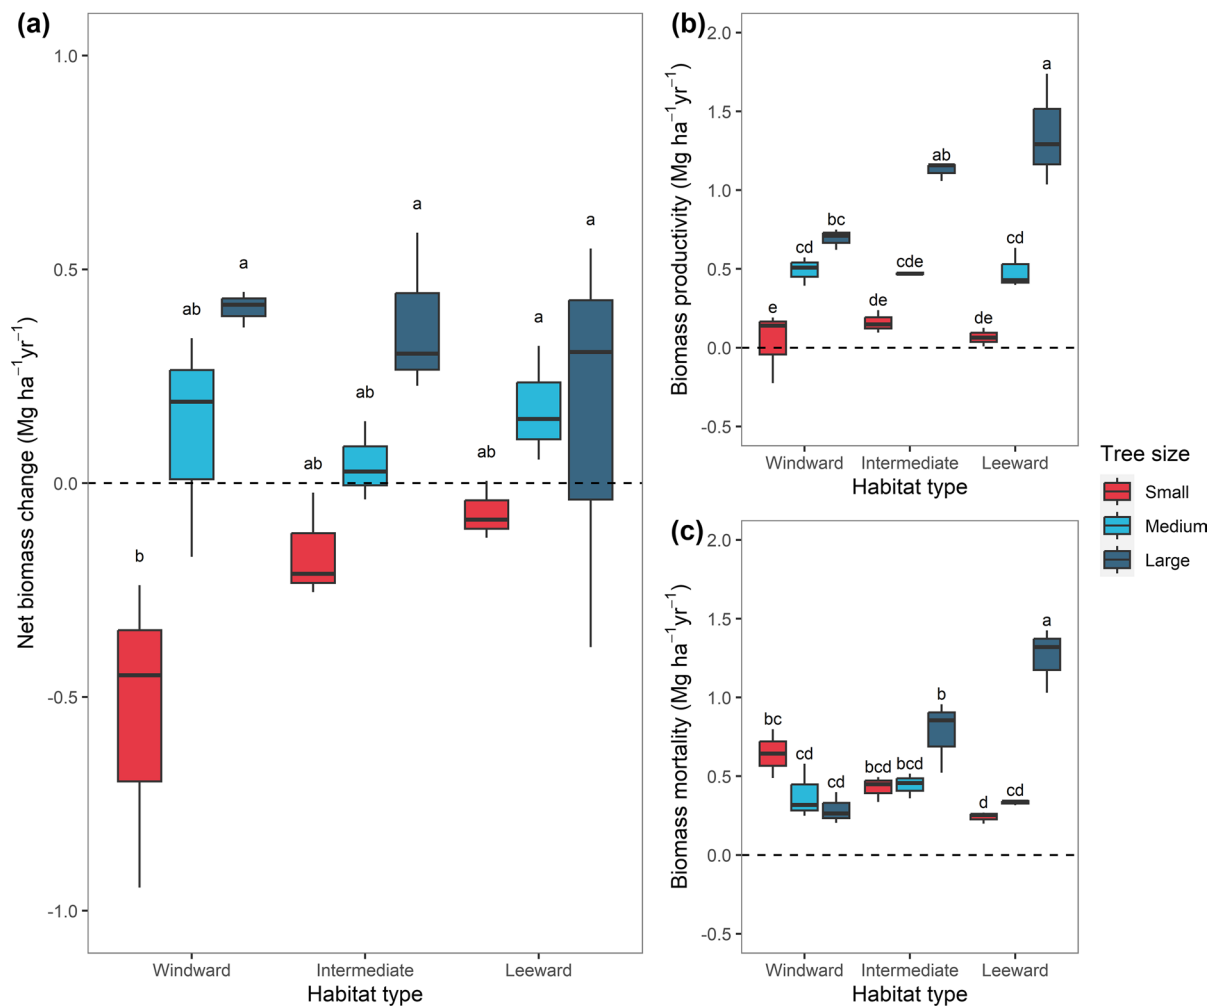 (a)
Net biomass change (Mg ha⁻¹yr⁻¹)
1.0
0.5
0.0
-0.5
-1.0
b
ab
a
ab
ab
a
ab
a
a
Windward Intermediate Leeward
Habitat type
(b)
Biomass productivity (Mg ha⁻¹yr⁻¹)
2.0
1.5
1.0
0.5
0.0
-0.5
e
cd
bc
de
cde
ab
de
cd
a
Windward Intermediate Leeward
Habitat type
(c)
Biomass mortality (Mg ha⁻¹yr⁻¹)
2.0
1.5
1.0
0.5
0.0
-0.5
bc
cd
cd
bcd
bcd
b
d
cd
a
Windward Intermediate Leeward
Habitat type
Tree size
Small
Medium
Large